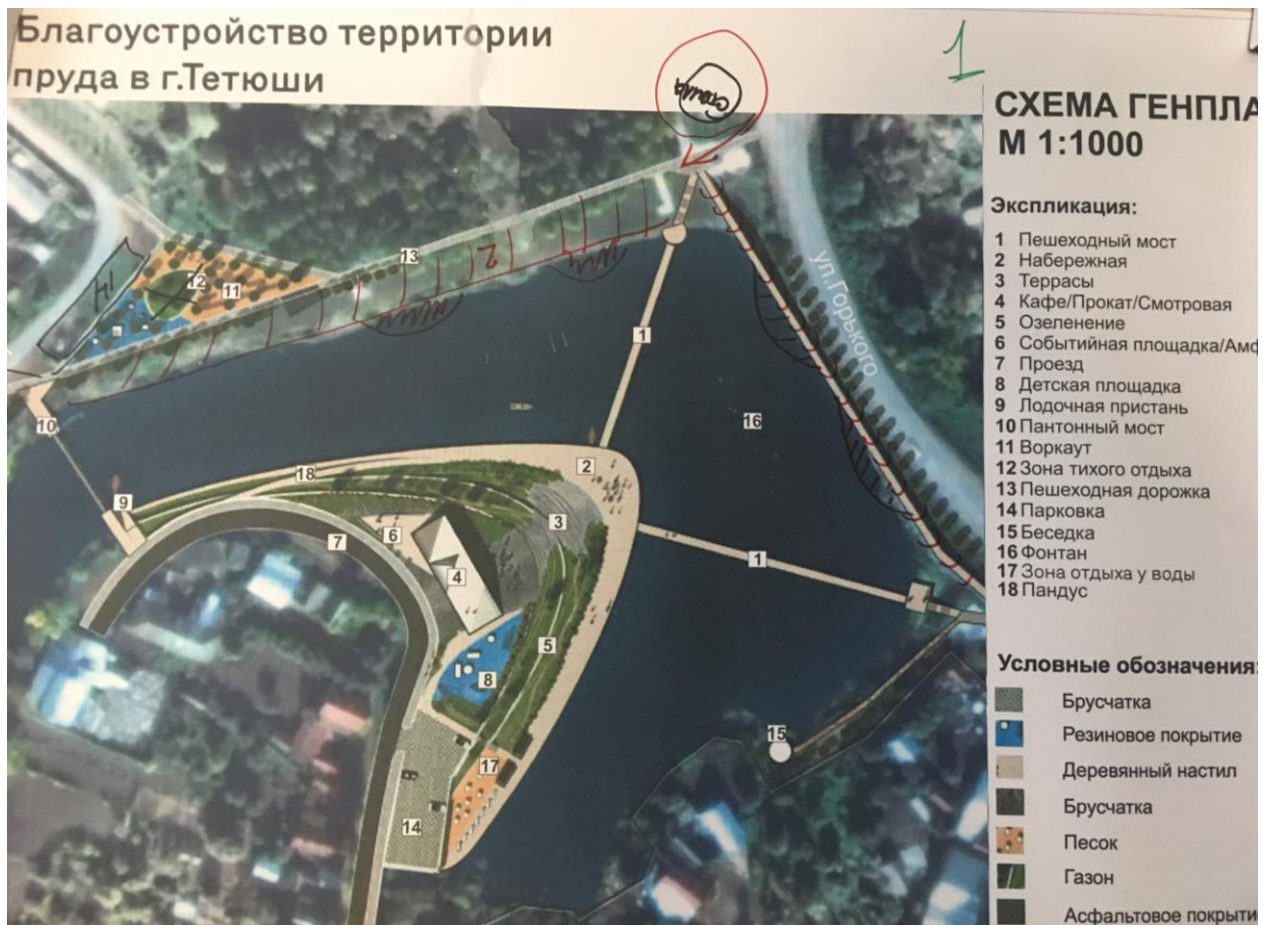 Благоустройство территории
пруда в г.Тетюши
1
СХЕМА ГЕНПЛА
М 1:1000
Экспликация:
1 Пешеходный мост
2 Набережная
3 Террасы
4 Кафе/Прокат/Смотровая
5 Озеленение
6 Событийная площадка/Амф
7 Проезд
8 Детская площадка
9 Лодочная пристань
10 Пантонный мост
11 Воркаут
12 Зона тихого отдыха
13 Пешеходная дорожка
14 Парковка
15 Беседка
16 Фонтан
17 Зона отдыха у воды
18 Пандус
Условные обозначения:
Брусчатка
Резиновое покрытие
Деревянный настил
Брусчатка
Песок
Газон
Асфальтовое покрыти
13
2
12
11
14
ул.Горького
1
10
16
18
2
9
3
7
6
4
1
5
8
15
17
14